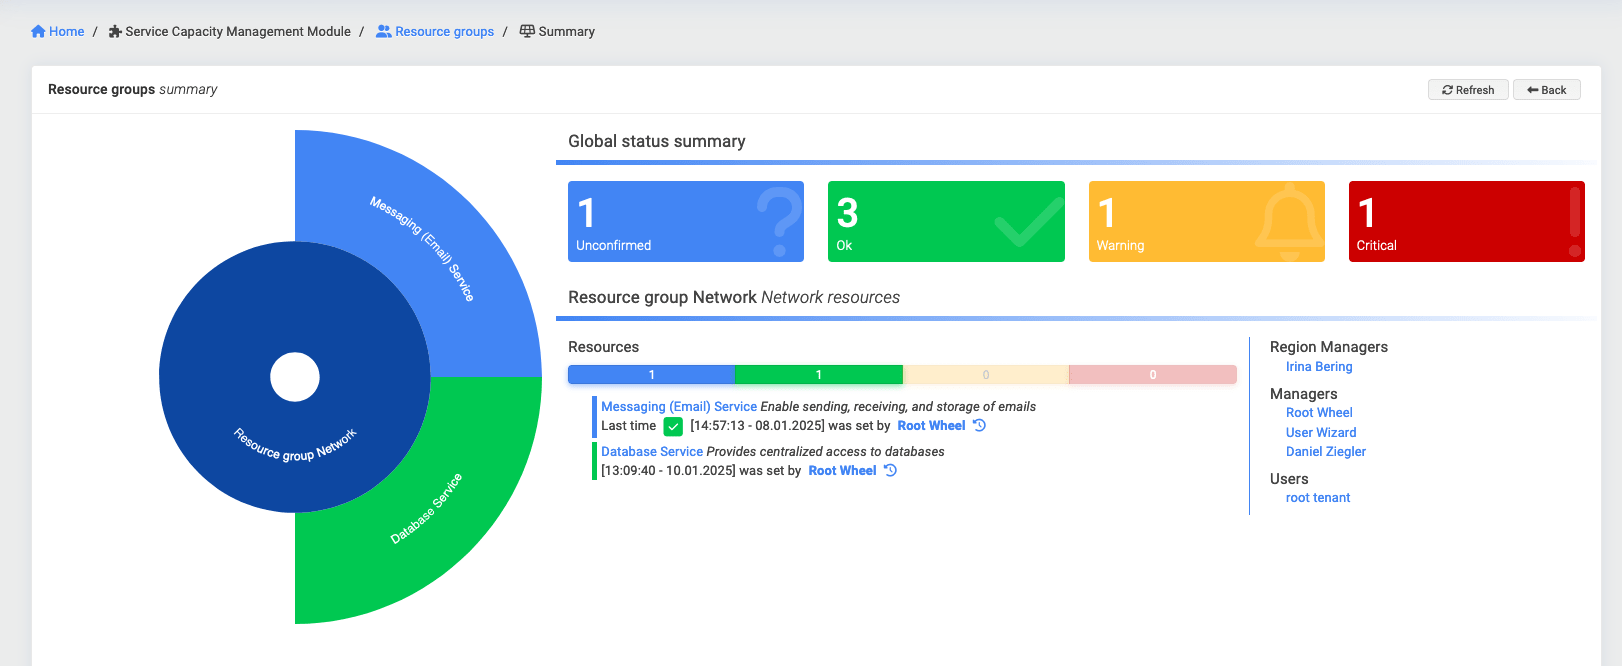 Home / Service Capacity Management Module / Resource groups / Summary
Resource groups summary
Refresh
Back
Messaging (Email) Service
Resource group Network
Database Service
Global status summary
1
Unconfirmed
3
Ok
1
Warning
1
Critical
Resource group Network Network resources
Resources
1 1 0 0
Messaging (Email) Service Enable sending, receiving, and storage of emails
Last time [14:57:13 - 08.01.2025] was set by Root Wheel
Database Service Provides centralized access to databases
[13:09:40 - 10.01.2025] was set by Root Wheel
Region Managers
Irina Bering
Managers
Root Wheel
User Wizard
Daniel Ziegler
Users
root tenant